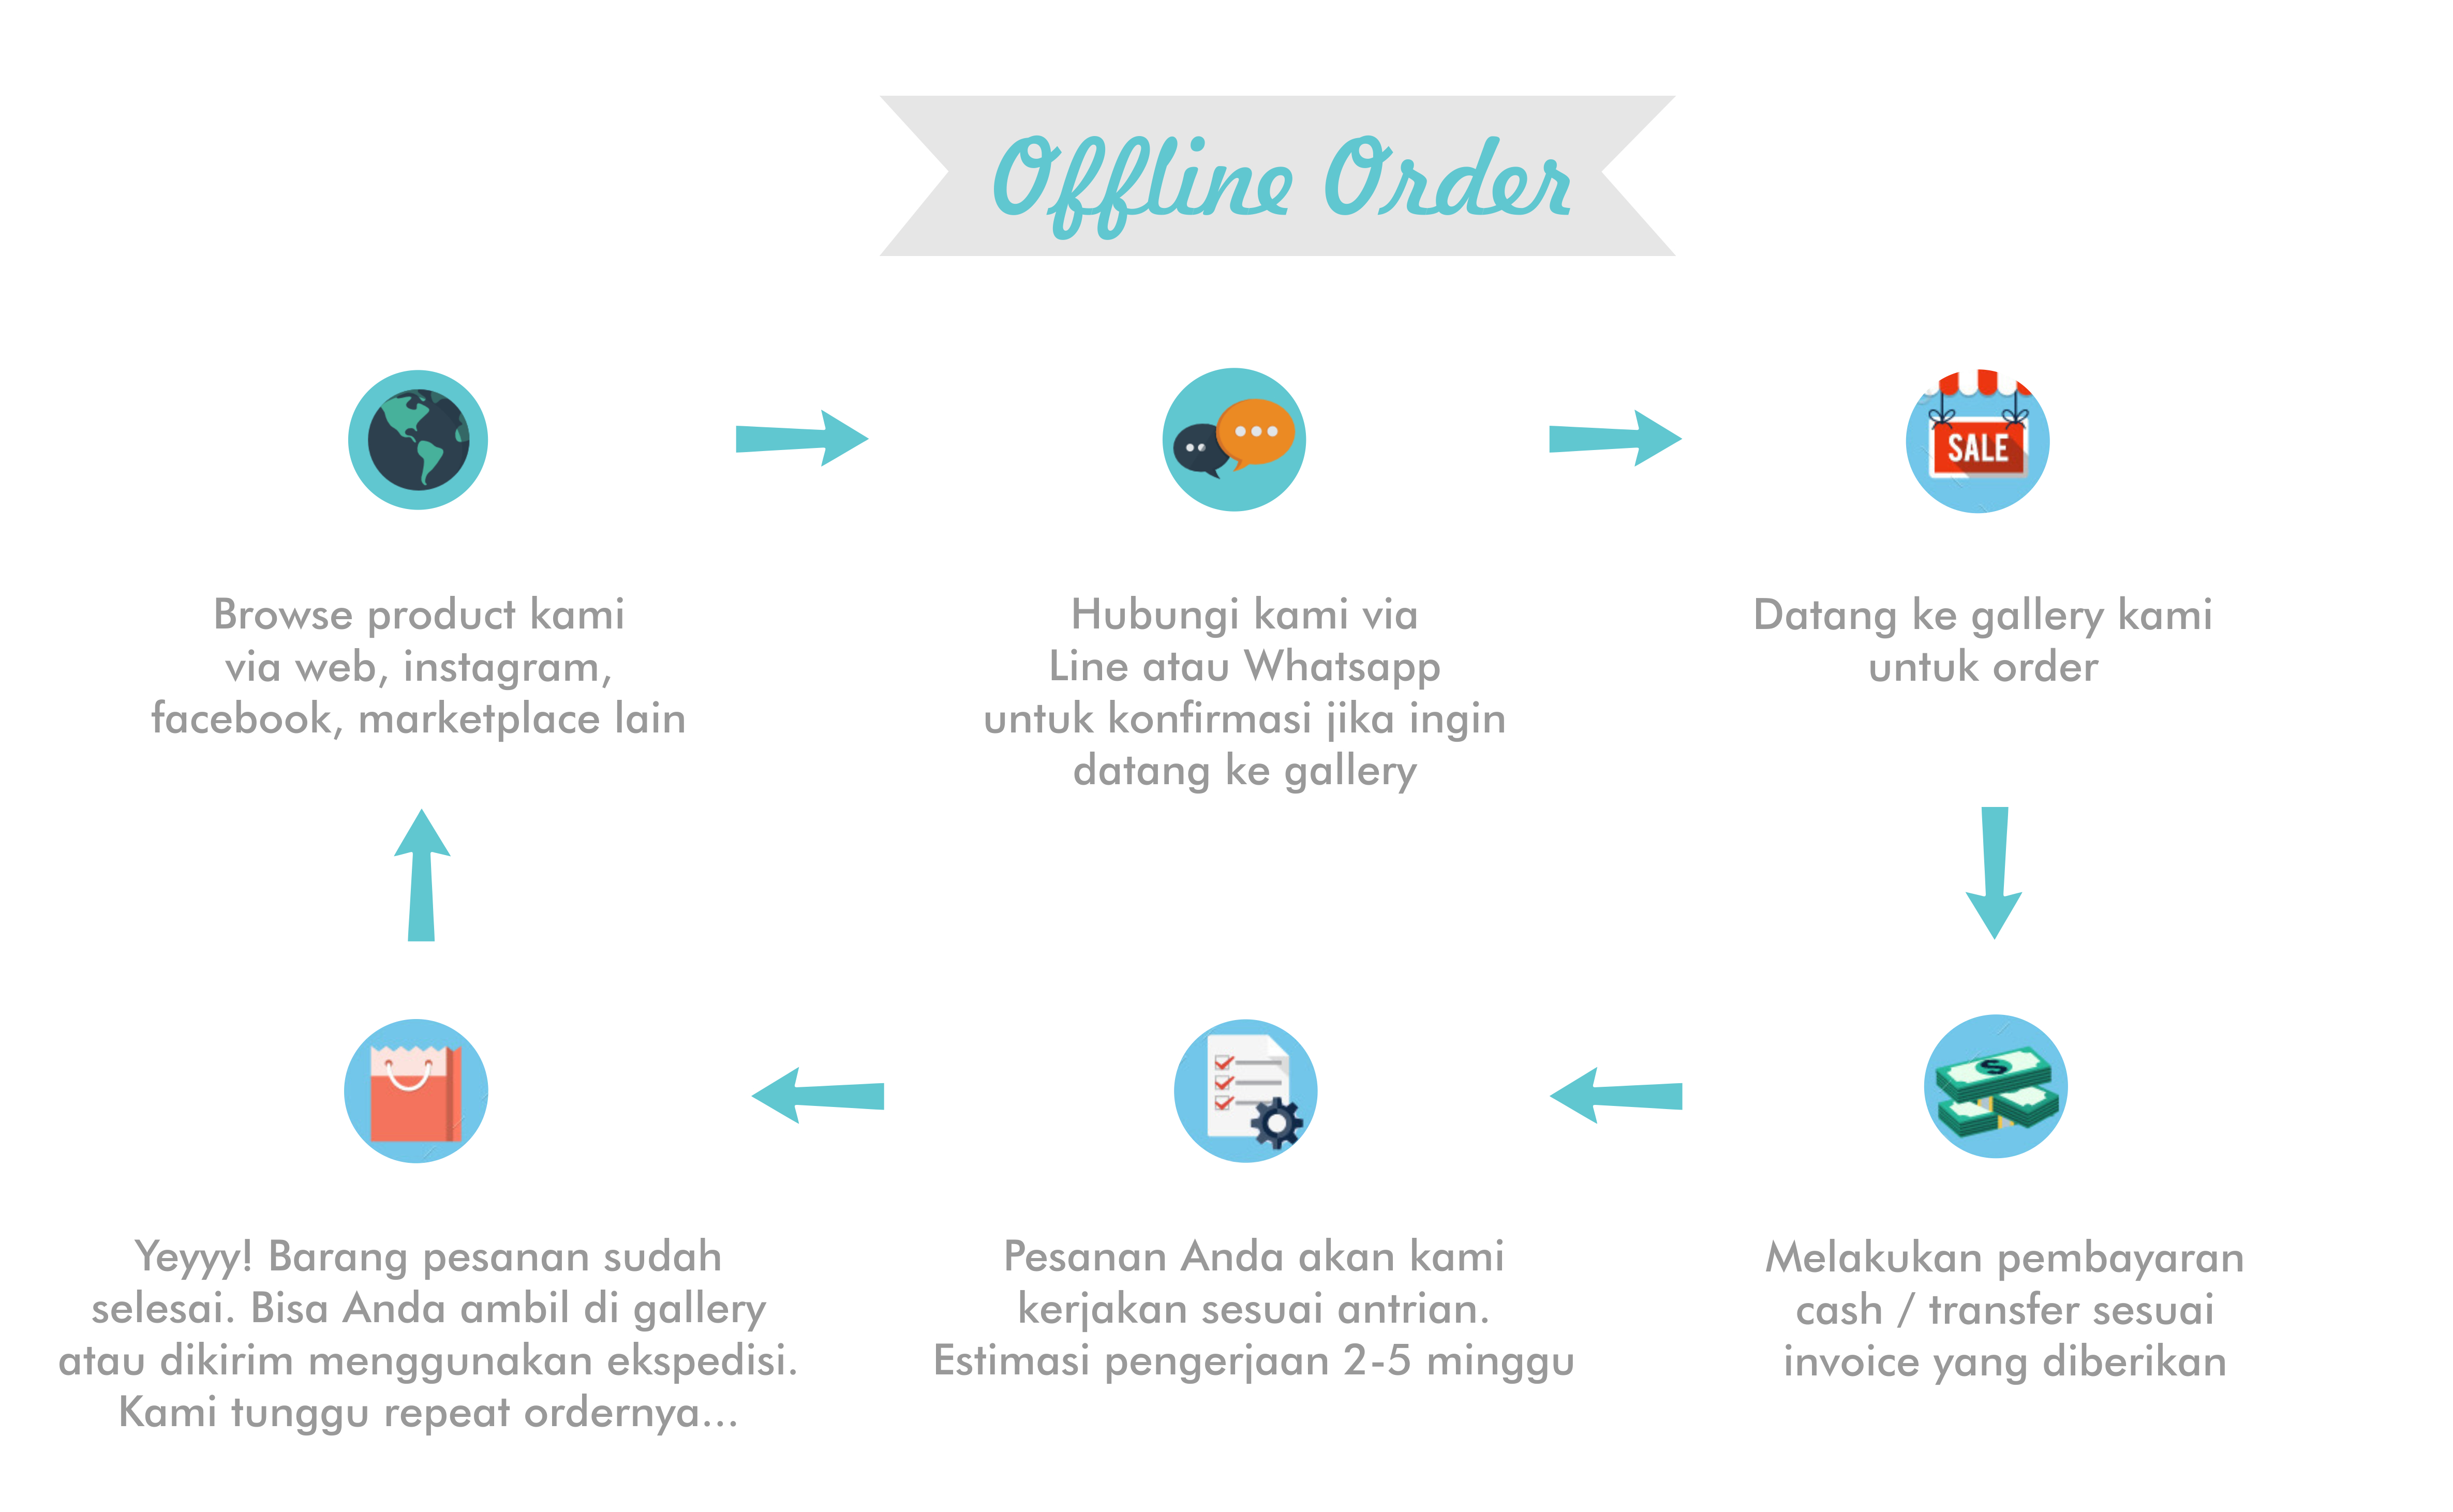 Offline Order
SALE
Browse product kami
via web, instagram,
facebook, marketplace lain
Hubungi kami via
Line atau Whatsapp
untuk konfirmasi jika ingin
datang ke gallery
Datang ke gallery kami
untuk order
Melakukan pembayaran
cash / transfer sesuai
invoice yang diberikan
Pesanan Anda akan kami
kerjakan sesuai antrian.
Estimasi pengerjaan 2-5 minggu
Yeyyy! Barang pesanan sudah
selesai. Bisa Anda ambil di gallery
atau dikirim menggunakan ekspedisi.
Kami tunggu repeat ordernya...